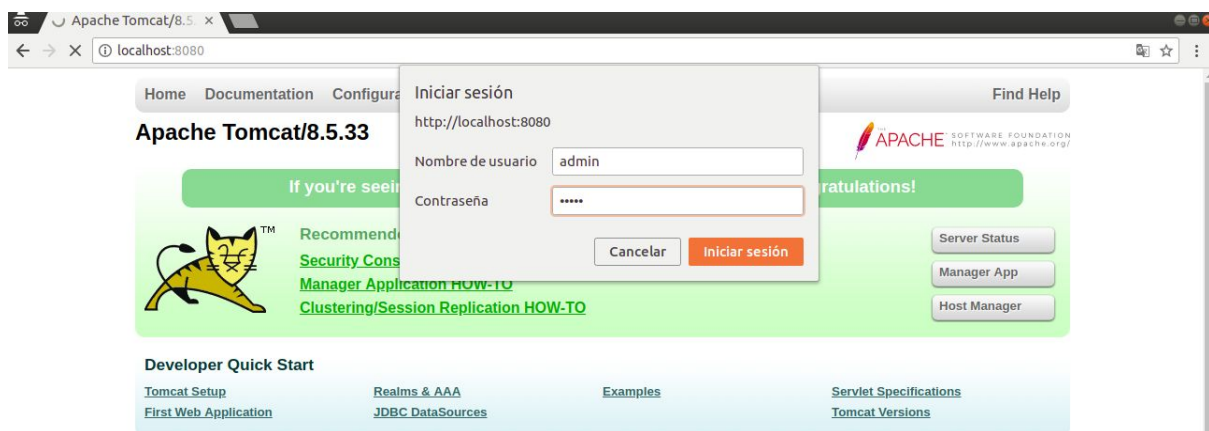 Apache Tomcat/8.5.
localhost:8080
Home Documentation Configura
Find Help
Iniciar sesión
http://localhost:8080
Nombre de usuario admin
Contraseña •••••
Cancelar Iniciar sesión
Apache Tomcat/8.5.33
THE
APACHE SOFTWARE FOUNDATION
http://www.apache.org/
If you're seei
ratulations!
TM
Recommend
Security Cons
Manager Application HOW-TO
Clustering/Session Replication HOW-TO
Server Status
Manager App
Host Manager
Developer Quick Start
Tomcat Setup Realms & AAA Examples Servlet Specifications
First Web Application JDBC DataSources Tomcat Versions